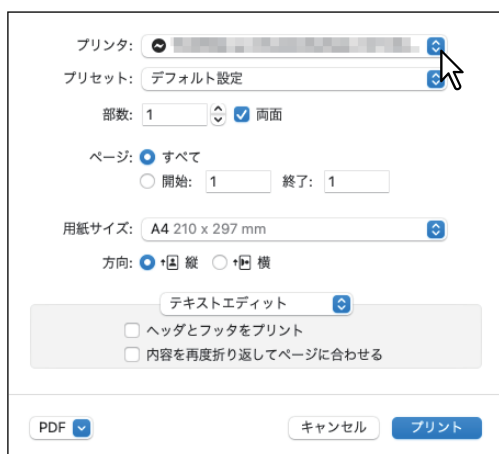 プリンタ:
プリセット: デフォルト設定
部数: 1 両面
ページ: すべて
開始: 1 終了: 1
用紙サイズ: A4 210 x 297 mm
方向: 縦 横
テキストエディット
ヘッダとフッタをプリント
内容を再度折り返してページに合わせる
PDF キャンセル プリント